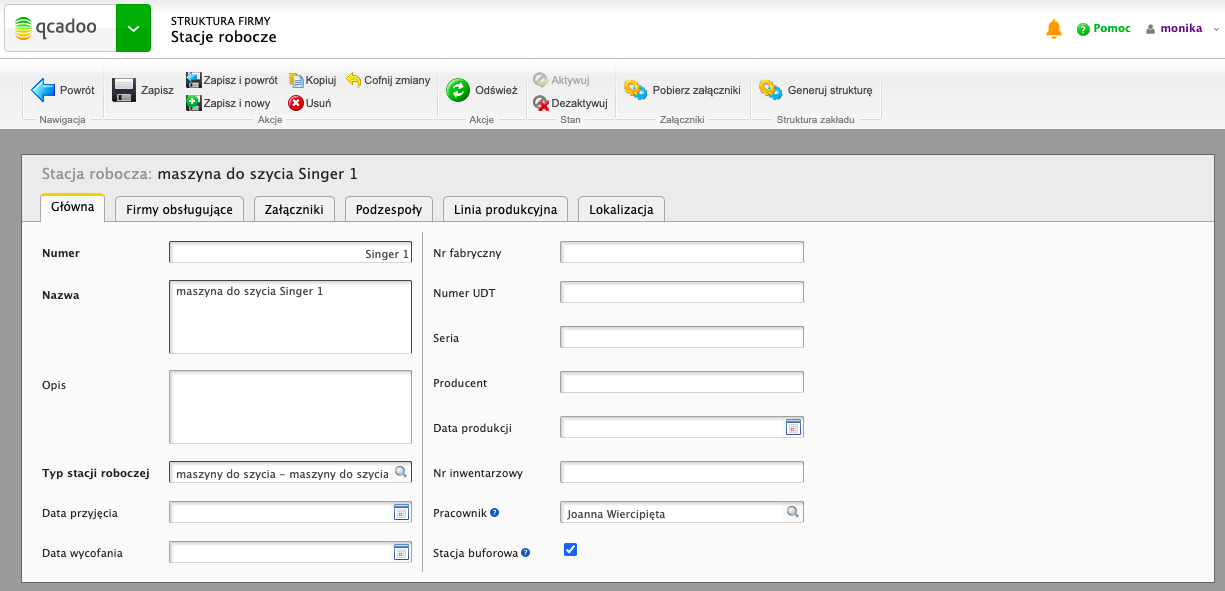 qcadoo
STRUKTURA FIRMY
Stacje robocze
Pomoc
monika
Powrót
Nawigacja
Zapisz
Zapisz i powrót
Kopiuj
Cofnij zmiany
Zapisz i nowy
Usuń
Akcje
Odśwież
Akcje
Aktywuj
Dezaktywuj
Stan
Pobierz załączniki
Załączniki
Generuj strukturę
Struktura zakładu
Stacja robocza: maszyna do szycia Singer 1
Główna
Firmy obsługujące
Załączniki
Podzespoły
Linia produkcyjna
Lokalizacja
Numer
Singer 1
Nazwa
maszyna do szycia Singer 1
Opis
Typ stacji roboczej
maszyny do szycia - maszyny do szycia
Data przyjęcia
Data wycofania
Nr fabryczny
Numer UDT
Seria
Producent
Data produkcji
Nr inwentarzowy
Pracownik
Joanna Wiercipięta
Stacja buforowa